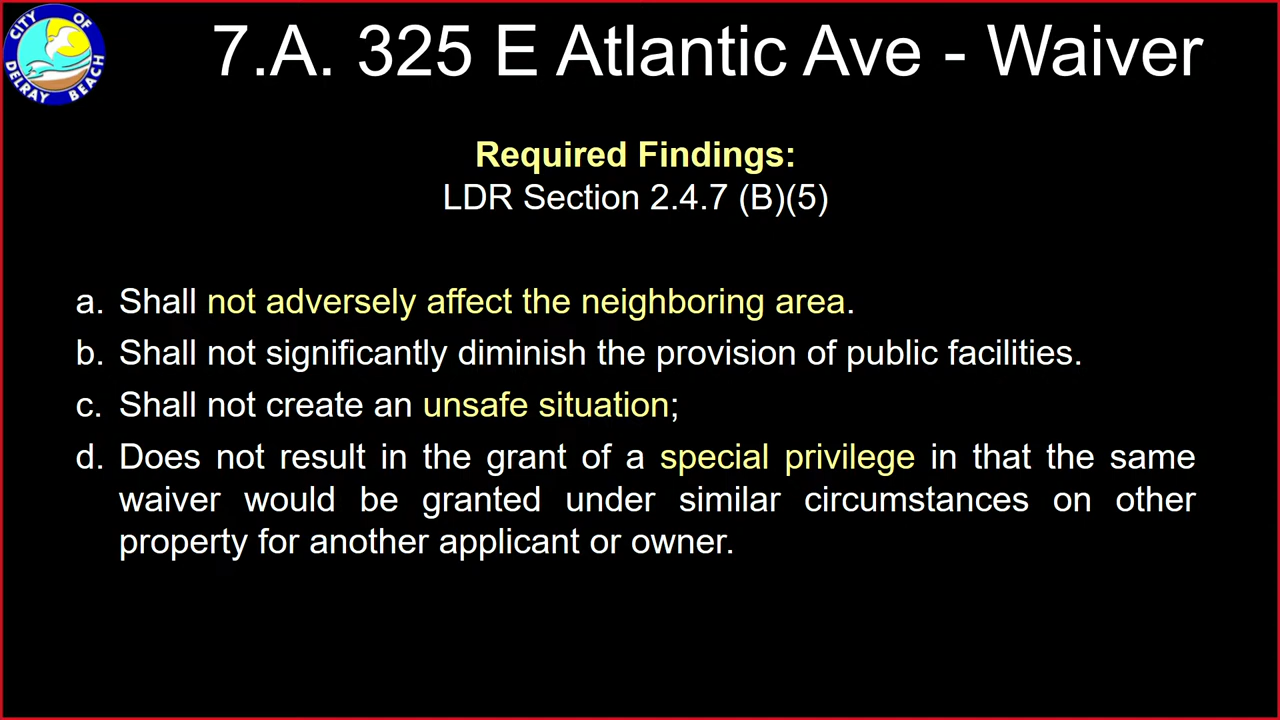 CITY OF
DELRAY BEACH
7.A. 325 E Atlantic Ave - Waiver
Required Findings:
LDR Section 2.4.7 (B)(5)
a. Shall not adversely affect the neighboring area.
b. Shall not significantly diminish the provision of public facilities.
c. Shall not create an unsafe situation;
d. Does not result in the grant of a special privilege in that the same
waiver would be granted under similar circumstances on other
property for another applicant or owner.